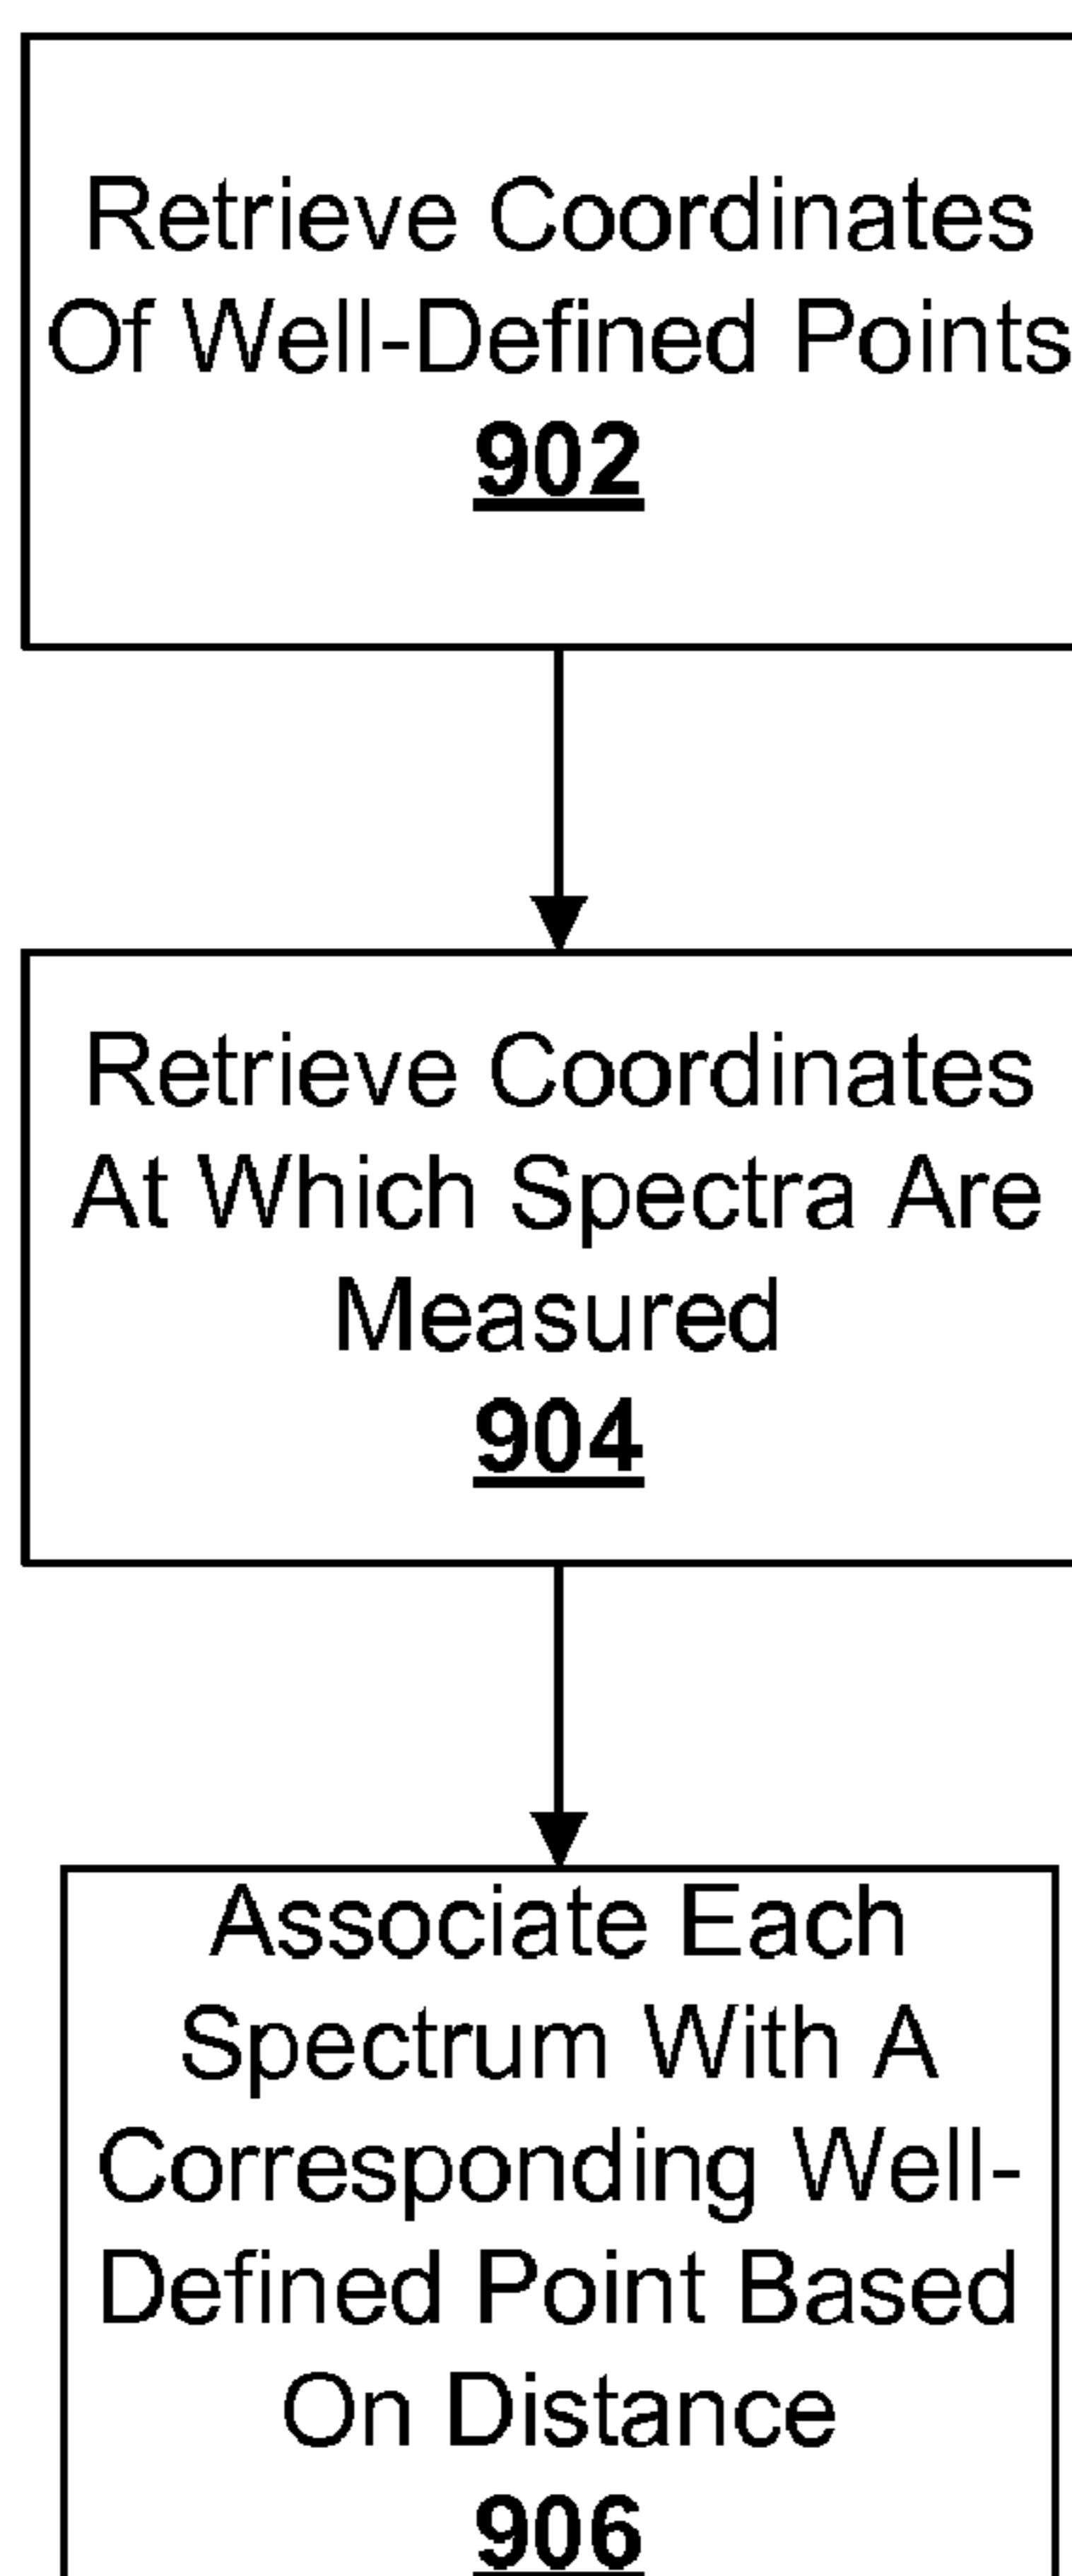 Retrieve Coordinates
Of Well-Defined Points
902
Retrieve Coordinates
At Which Spectra Are
Measured
904
Associate Each
Spectrum With A
Corresponding Well-
Defined Point Based
On Distance
906